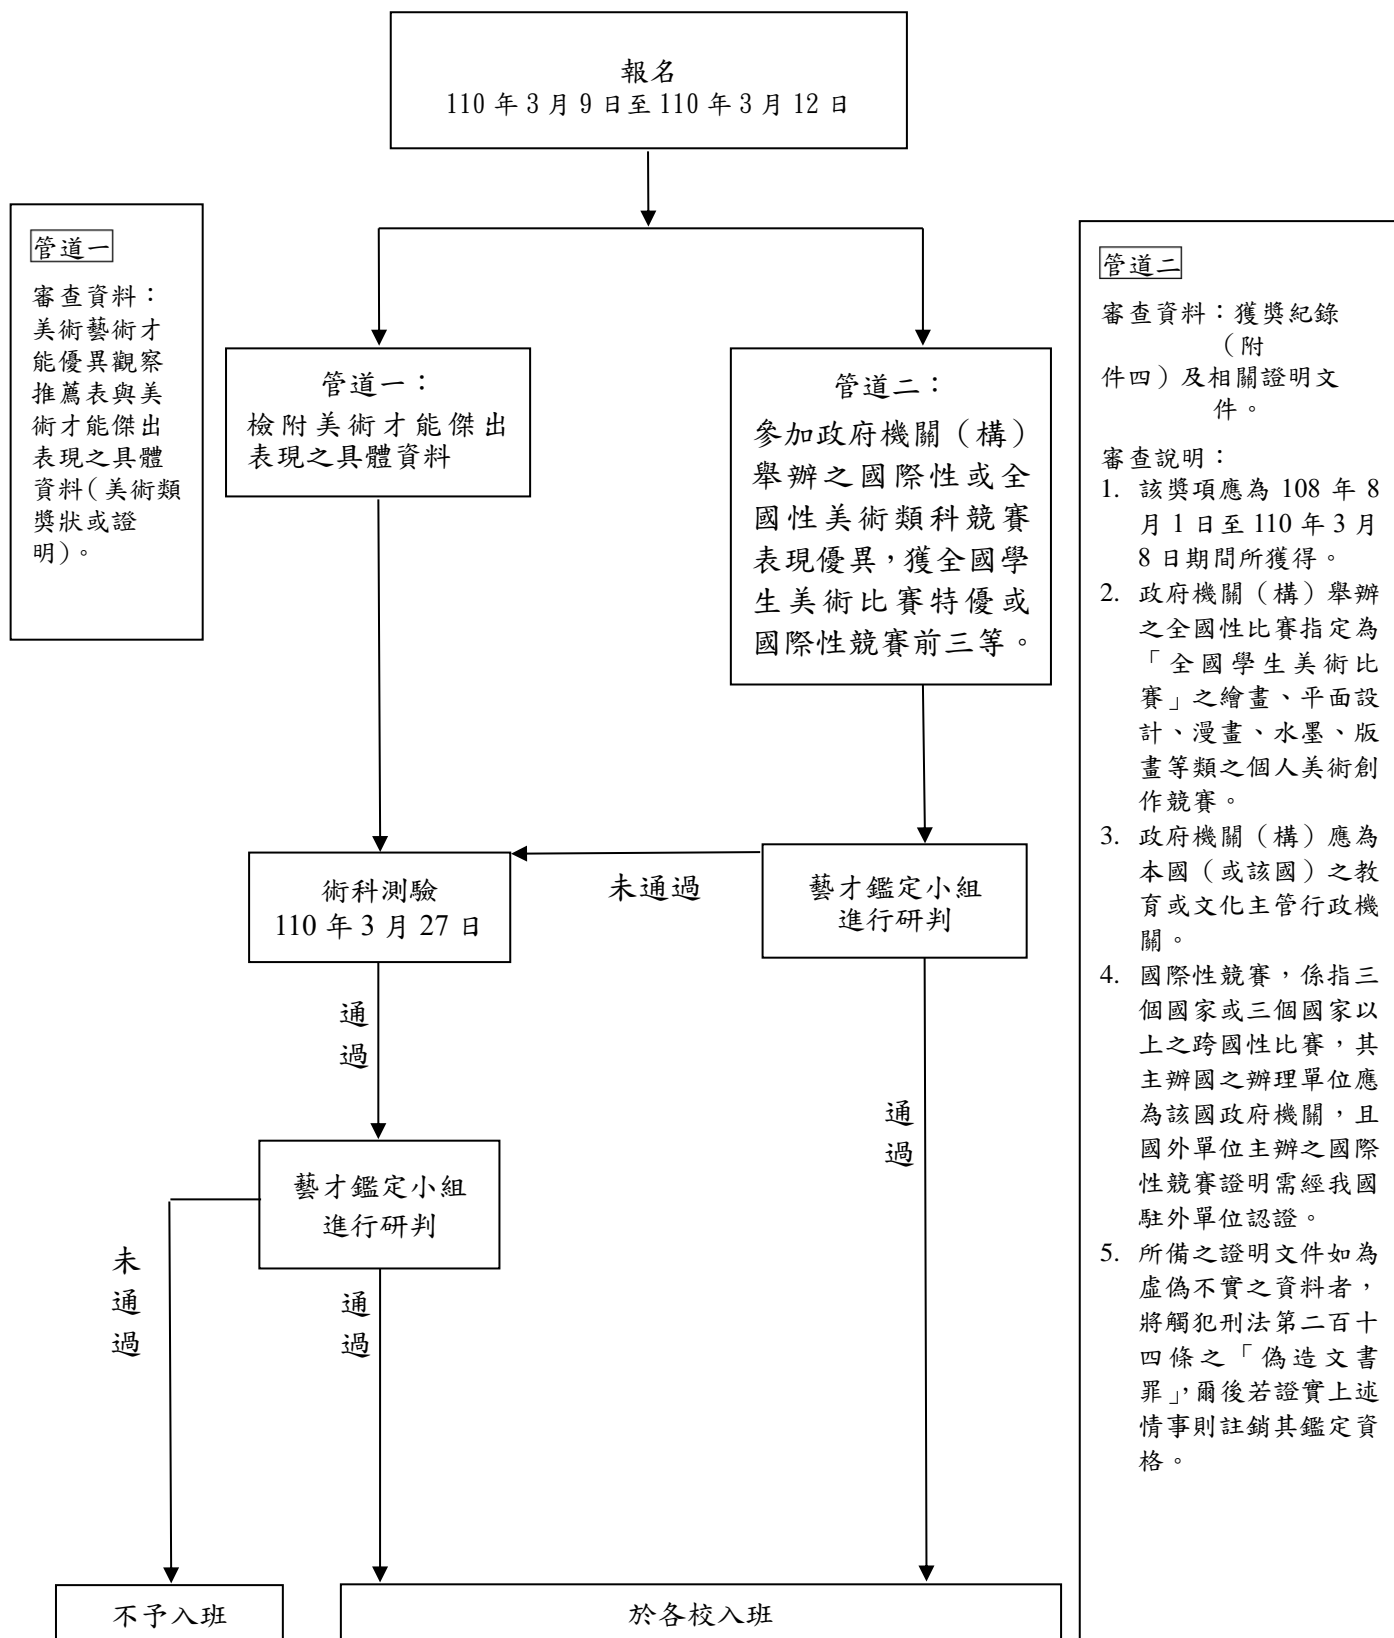 報名
110 年 3 月 9 日至 110 年 3 月 12 日
管道一
審查資料：
美術藝術才
能優異觀察
推薦表與美
術才能傑出
表現之具體
資料（美術類
獎狀或證
明）。
管道一：
檢附美術才能傑出
表現之具體資料
管道二：
參加政府機關（構）
舉辦之國際性或全
國性美術類科競賽
表現優異，獲全國學
生美術比賽特優或
國際性競賽前三等。
管道二
審查資料：獲獎紀錄
（附
件四）及相關證明文
件。
審查說明：
1. 該獎項應為 108 年 8
月 1 日至 110 年 3 月
8 日期間所獲得。
2. 政府機關（構）舉辦
之全國性比賽指定為
「全國學生美術比
賽」之繪畫、平面設
計、漫畫、水墨、版
畫等類之個人美術創
作競賽。
3. 政府機關（構）應為
本國（或該國）之教
育或文化主管行政機
關。
4. 國際性競賽，係指三
個國家或三個國家以
上之跨國性比賽，其
主辦國之辦理單位應
為該國政府機關，且
國外單位主辦之國際
性競賽證明需經我國
駐外單位認證。
5. 所備之證明文件如為
虛偽不實之資料者，
將觸犯刑法第二百十
四條之「偽造文書
罪」，爾後若證實上述
情事則註銷其鑑定資
格。
術科測驗
110 年 3 月 27 日
未通過
藝才鑑定小組
進行研判
通
過
通
過
藝才鑑定小組
進行研判
未
通
過
通
過
不予入班
於各校入班